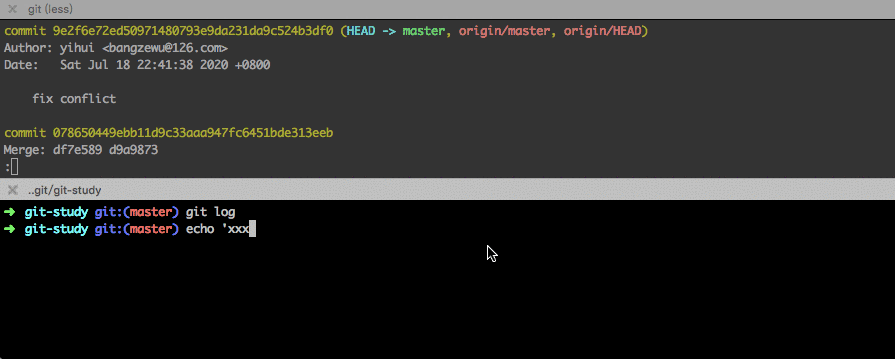 git (less)
commit 9e2f6e72ed50971480793e9da231da9c524b3df0 (HEAD -> master, origin/master, origin/HEAD)
Author: yihui <bangzewu@126.com>
Date:   Sat Jul 18 22:41:38 2020 +0800
    fix conflict
commit 078650449ebb11d9c33aaa947fc6451bde313eeb
Merge: df7e589 d9a9873
:
..git/git-study
➜ git-study git:(master) git log
➜ git-study git:(master) echo 'xxx